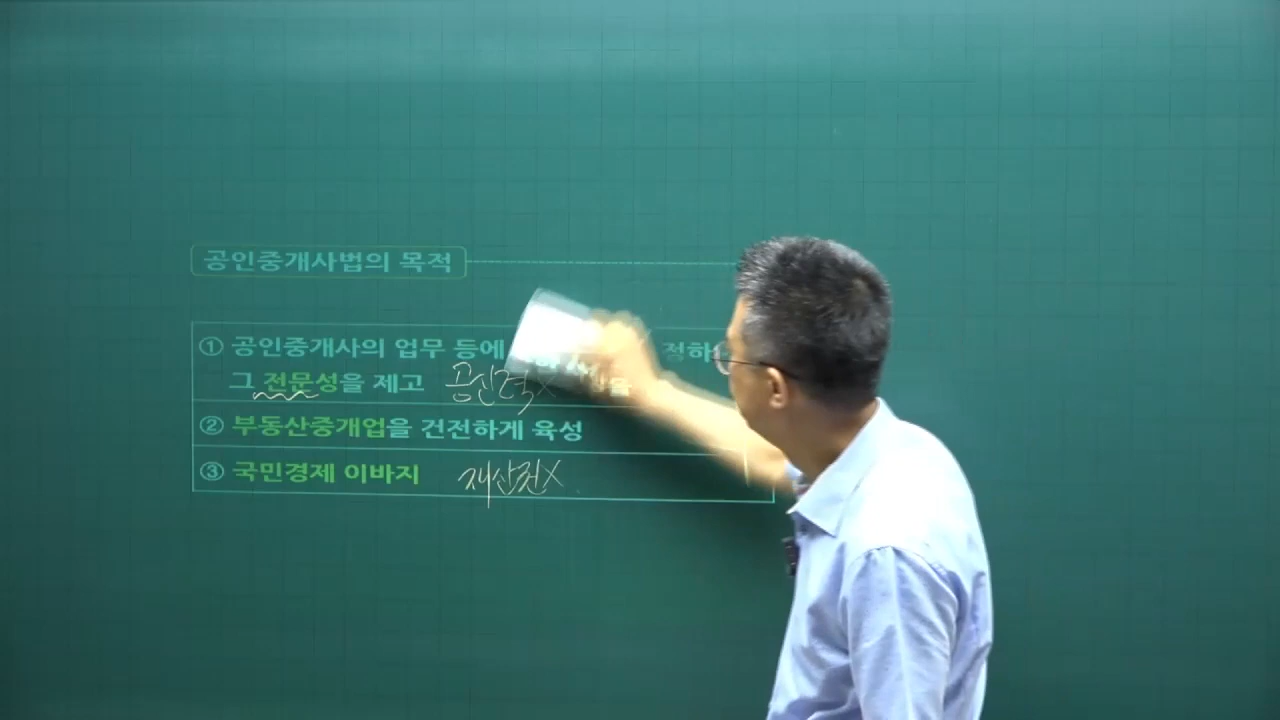 공인중개사법의 목적
① 공인중개사의 업무 등에 정하
그 전문성을 제고 공신력X
② 부동산중개업을 건전하게 육성
③ 국민경제 이바지 재산권X